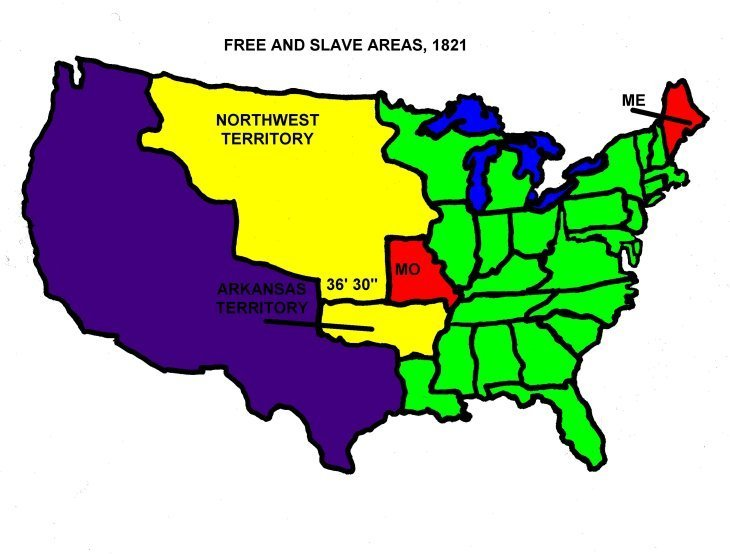 FREE AND SLAVE AREAS, 1821
ME
NORTHWEST
TERRITORY
MO
36' 30"
ARKANSAS
TERRITORY